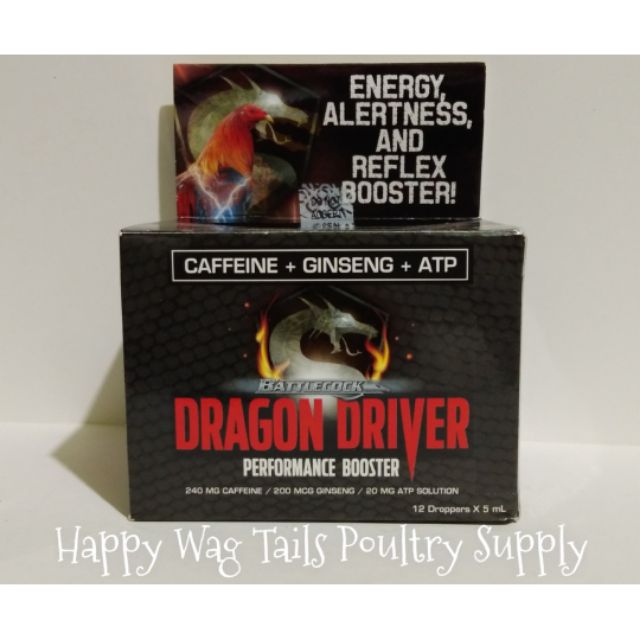 ENERGY,
ALERTNESS,
AND
REFLEX
BOOSTER!
CAFFEINE + GINSENG + ATP
BATTLECOCK
DRAGON DRIVER
PERFORMANCE BOOSTER
240 MG CAFFEINE / 200 MCG GINSENG / 20 MG ATP SOLUTION
12 Droppers X 5 mL
Happy Wag Tails Poultry Supply